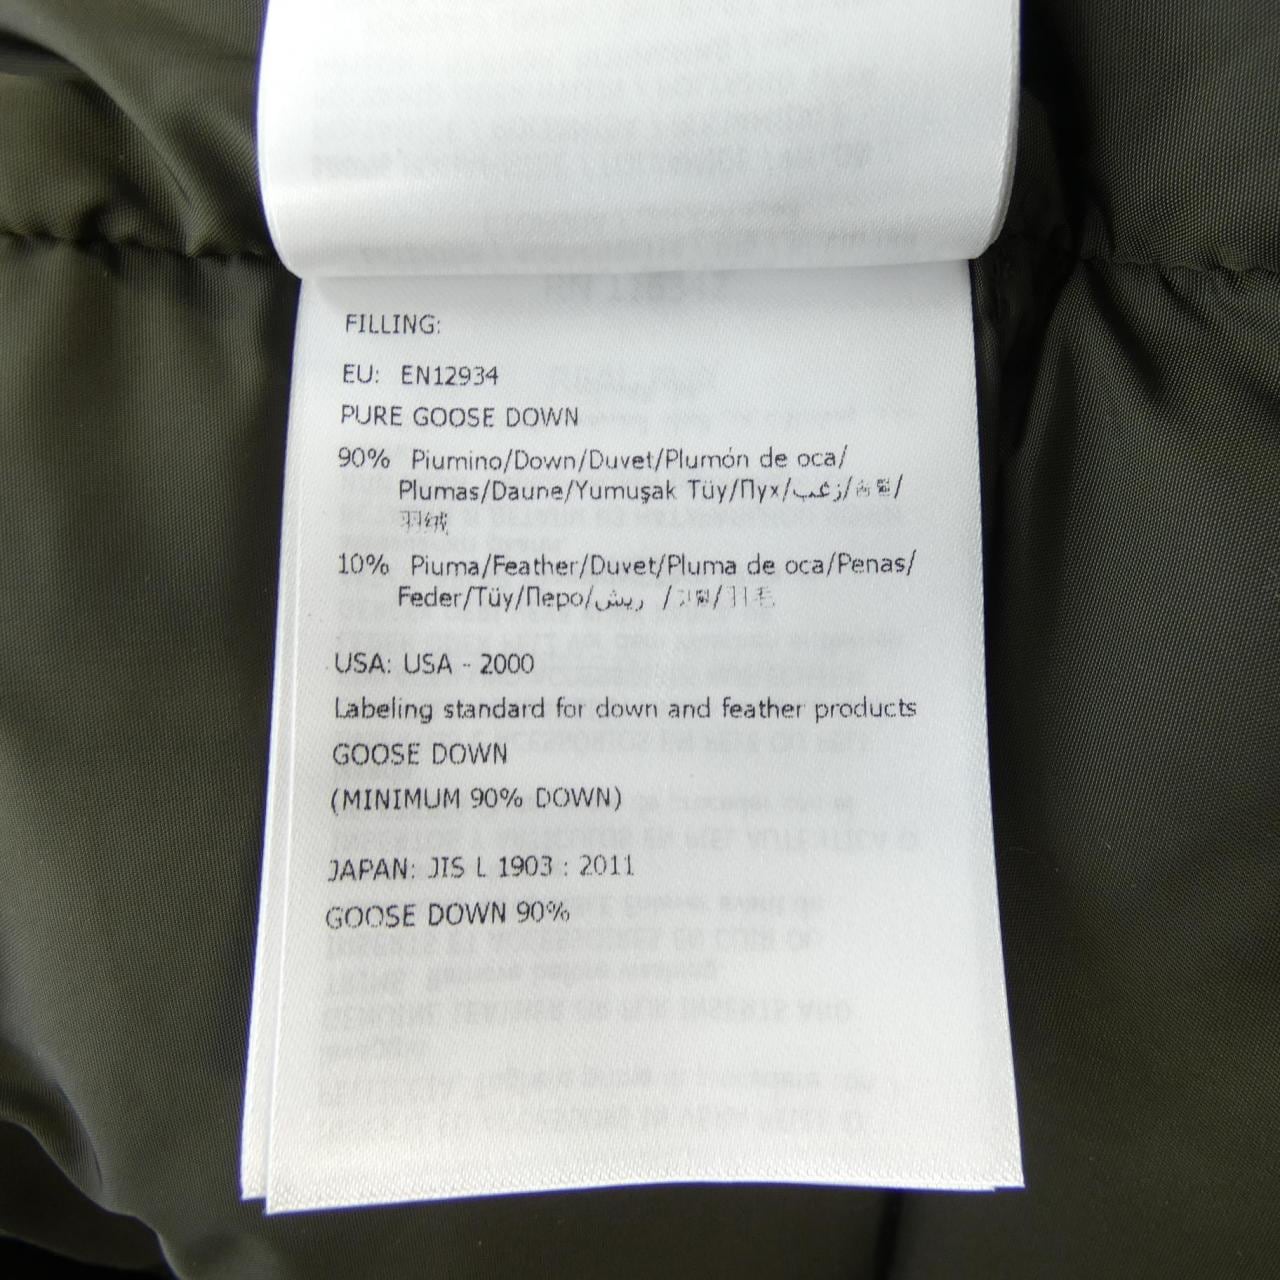 FILLING:
EU: EN12934
PURE GOOSE DOWN
90% Piumino/Down/Duvet/Plumón de oca/
Plumas/Daune/Yumuşak Tüy/Пух/زغب/
羽绒
10% Piuma/Feather/Duvet/Pluma de oca/Penas/
Feder/Tüy/Перо/ريش /羽毛
USA: USA - 2000
Labeling standard for down and feather products
GOOSE DOWN
(MINIMUM 90% DOWN)
JAPAN: JIS L 1903 : 2011
GOOSE DOWN 90%